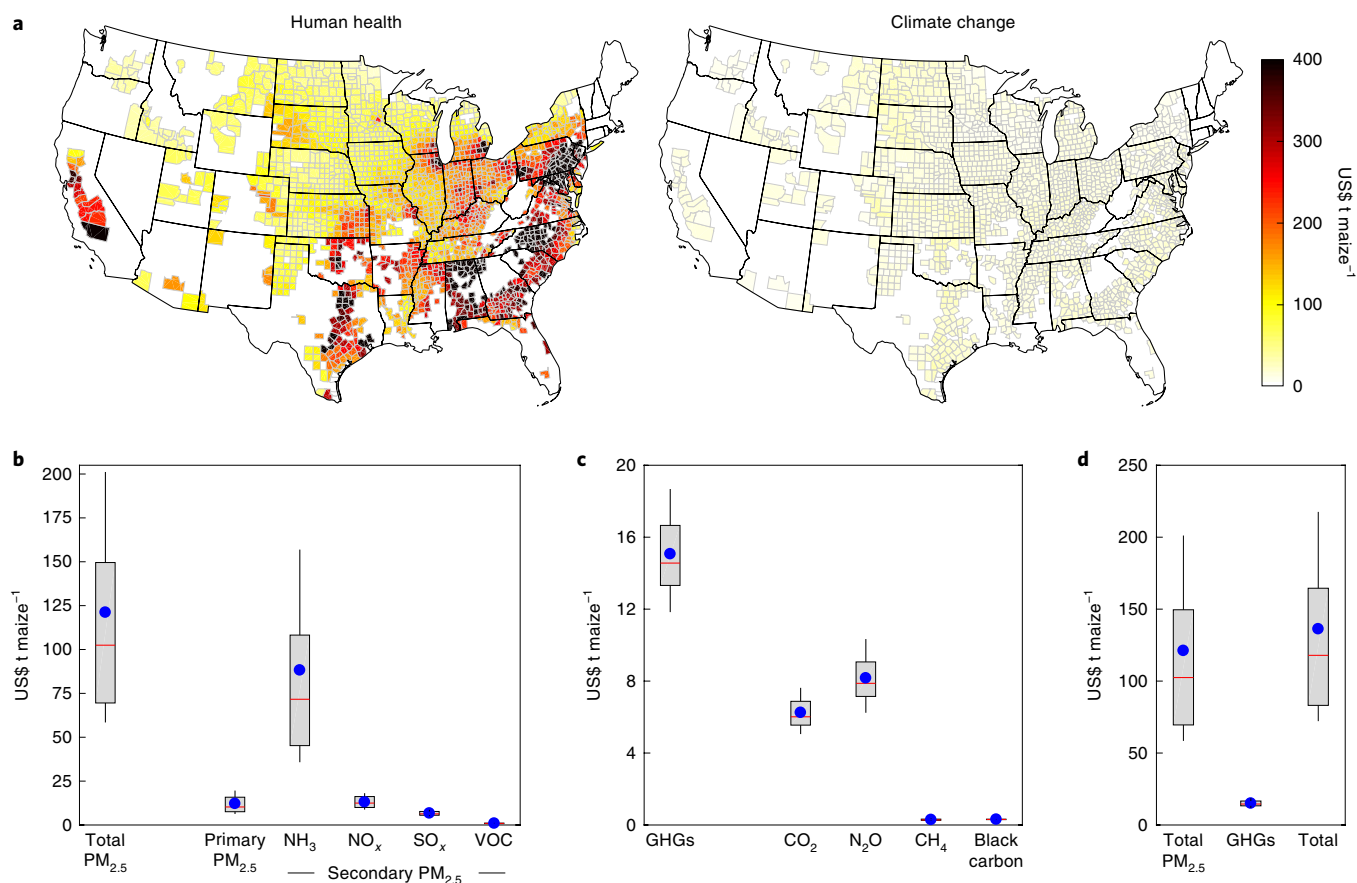 a
Human health
Climate change
400
300
200
100
0
US$ t maize⁻¹
b
200
175
150
125
100
75
50
25
0
US$ t maize⁻¹
Total PM₂.₅
Primary PM₂.₅
NH₃
NOₓ
SOₓ
VOC
Secondary PM₂.₅
c
20
16
12
8
4
0
US$ t maize⁻¹
GHGs
CO₂
N₂O
CH₄
Black carbon
d
250
200
150
100
50
0
US$ t maize⁻¹
Total PM₂.₅
GHGs
Total